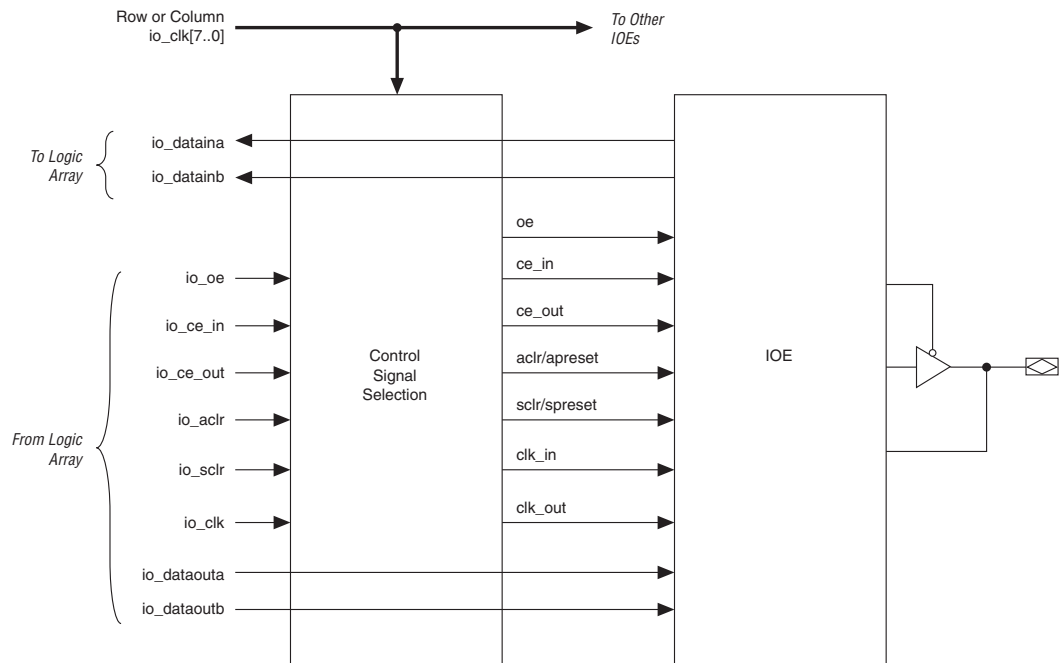 Row or Column
io_clk[7..0]
To Other
IOEs
To Logic
Array
io_dataina
io_datainb
oe
ce_in
ce_out
aclr/apreset
sclr/spreset
clk_in
clk_out
From Logic
Array
io_oe
io_ce_in
io_ce_out
io_aclr
io_sclr
io_clk
io_dataouta
io_dataoutb
Control
Signal
Selection
IOE